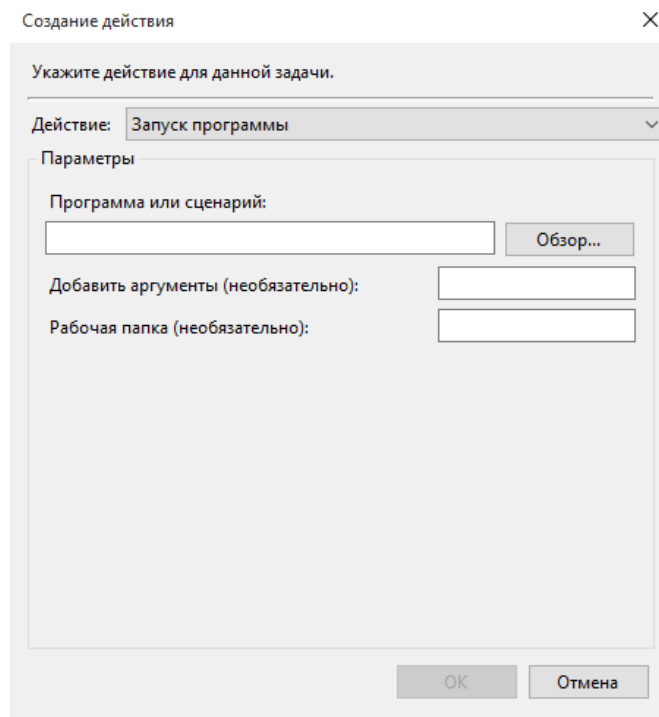 Создание действия
Укажите действие для данной задачи.
Действие: Запуск программы
Параметры
Программа или сценарий:
Обзор...
Добавить аргументы (необязательно):
Рабочая папка (необязательно):
ОК Отмена